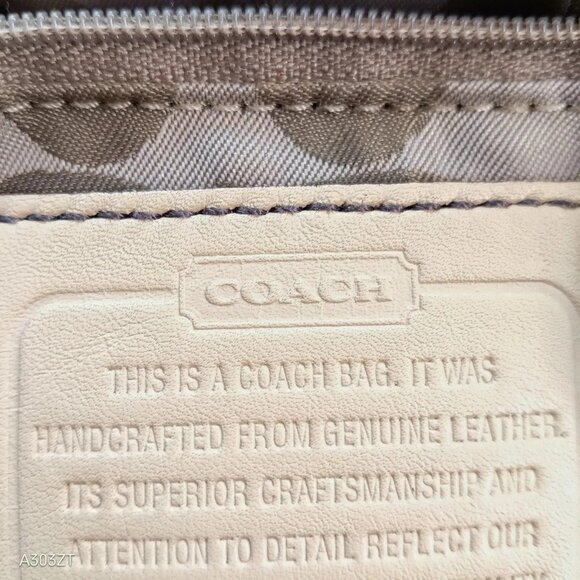 COACH
THIS IS A COACH BAG. IT WAS
HANDCRAFTED FROM GENUINE LEATHER.
ITS SUPERIOR CRAFTSMANSHIP AND
ATTENTION TO DETAIL REFLECT OUR
A303ZT